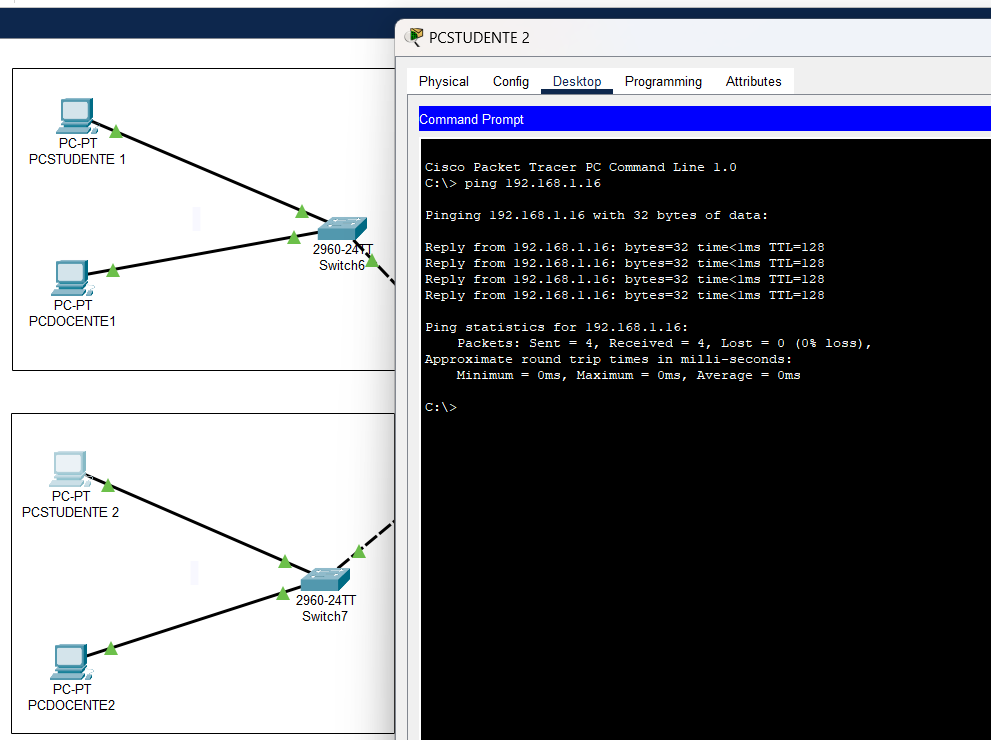 PCSTUDENTE 2
Physical Config Desktop Programming Attributes
Command Prompt
Cisco Packet Tracer PC Command Line 1.0
C:\> ping 192.168.1.16
Pinging 192.168.1.16 with 32 bytes of data:
Reply from 192.168.1.16: bytes=32 time<1ms TTL=128
Reply from 192.168.1.16: bytes=32 time<1ms TTL=128
Reply from 192.168.1.16: bytes=32 time<1ms TTL=128
Reply from 192.168.1.16: bytes=32 time<1ms TTL=128
Ping statistics for 192.168.1.16:
Packets: Sent = 4, Received = 4, Lost = 0 (0% loss),
Approximate round trip times in milli-seconds:
Minimum = 0ms, Maximum = 0ms, Average = 0ms
C:\>
PC-PT
PCSTUDENTE 1
2960-24TT
Switch6
PC-PT
PCDOCENTE1
PC-PT
PCSTUDENTE 2
2960-24TT
Switch7
PC-PT
PCDOCENTE2